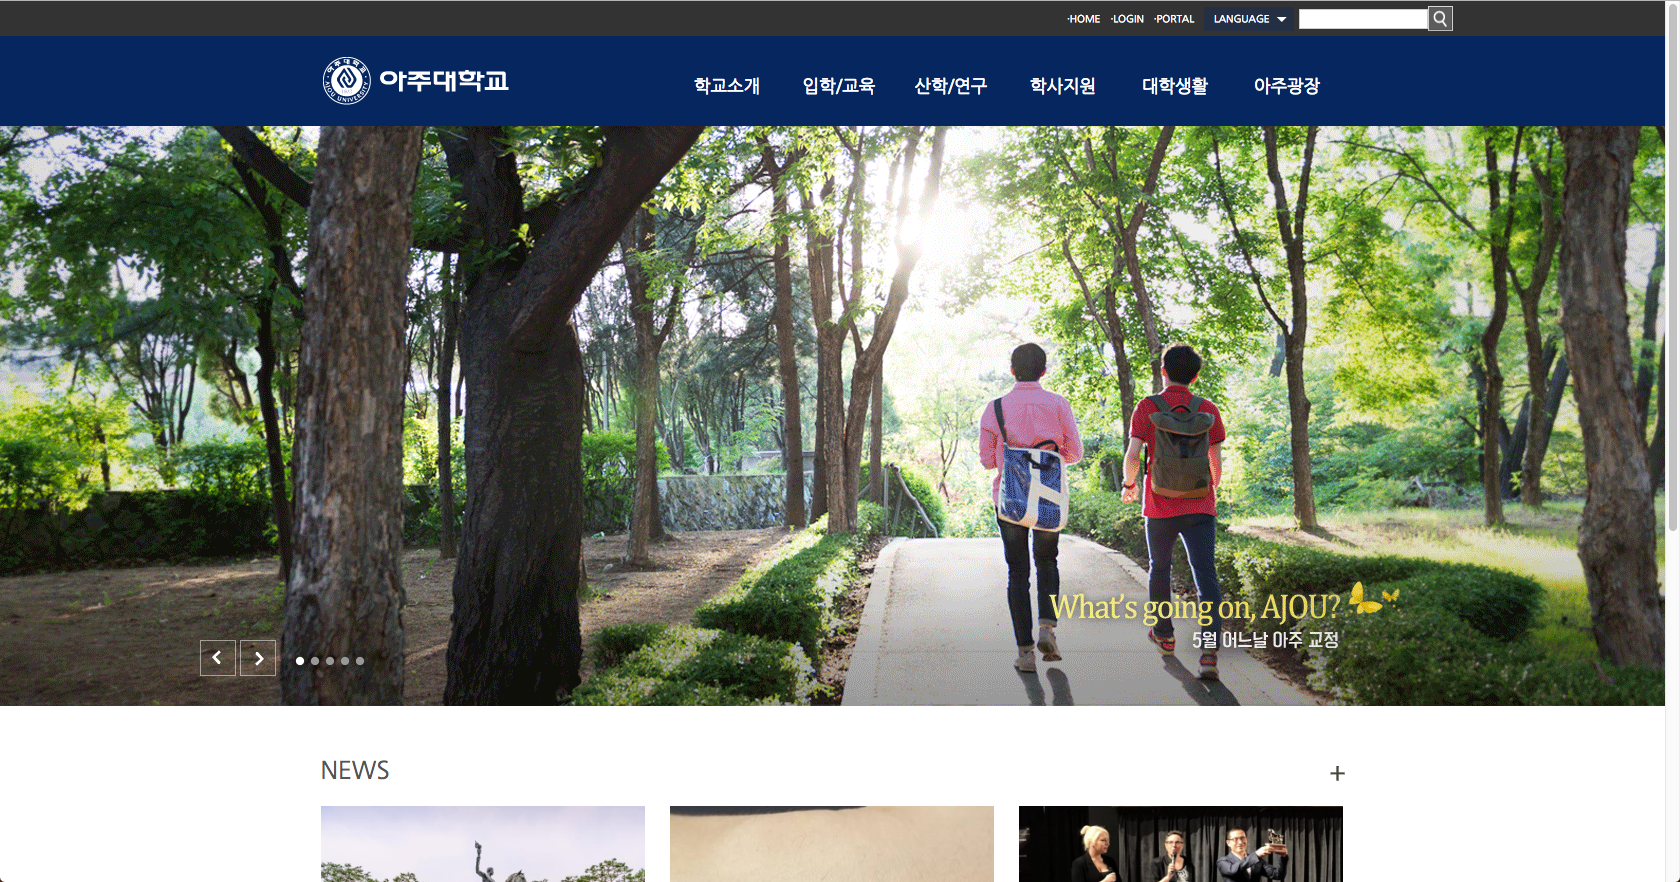 ·HOME ·LOGIN ·PORTAL LANGUAGE
아주대학교
AJOU UNIVERSITY
학교소개 입학/교육 산학/연구 학사지원 대학생활 아주광장
What's going on, AJOU?
5월 어느날 아주 교정
NEWS